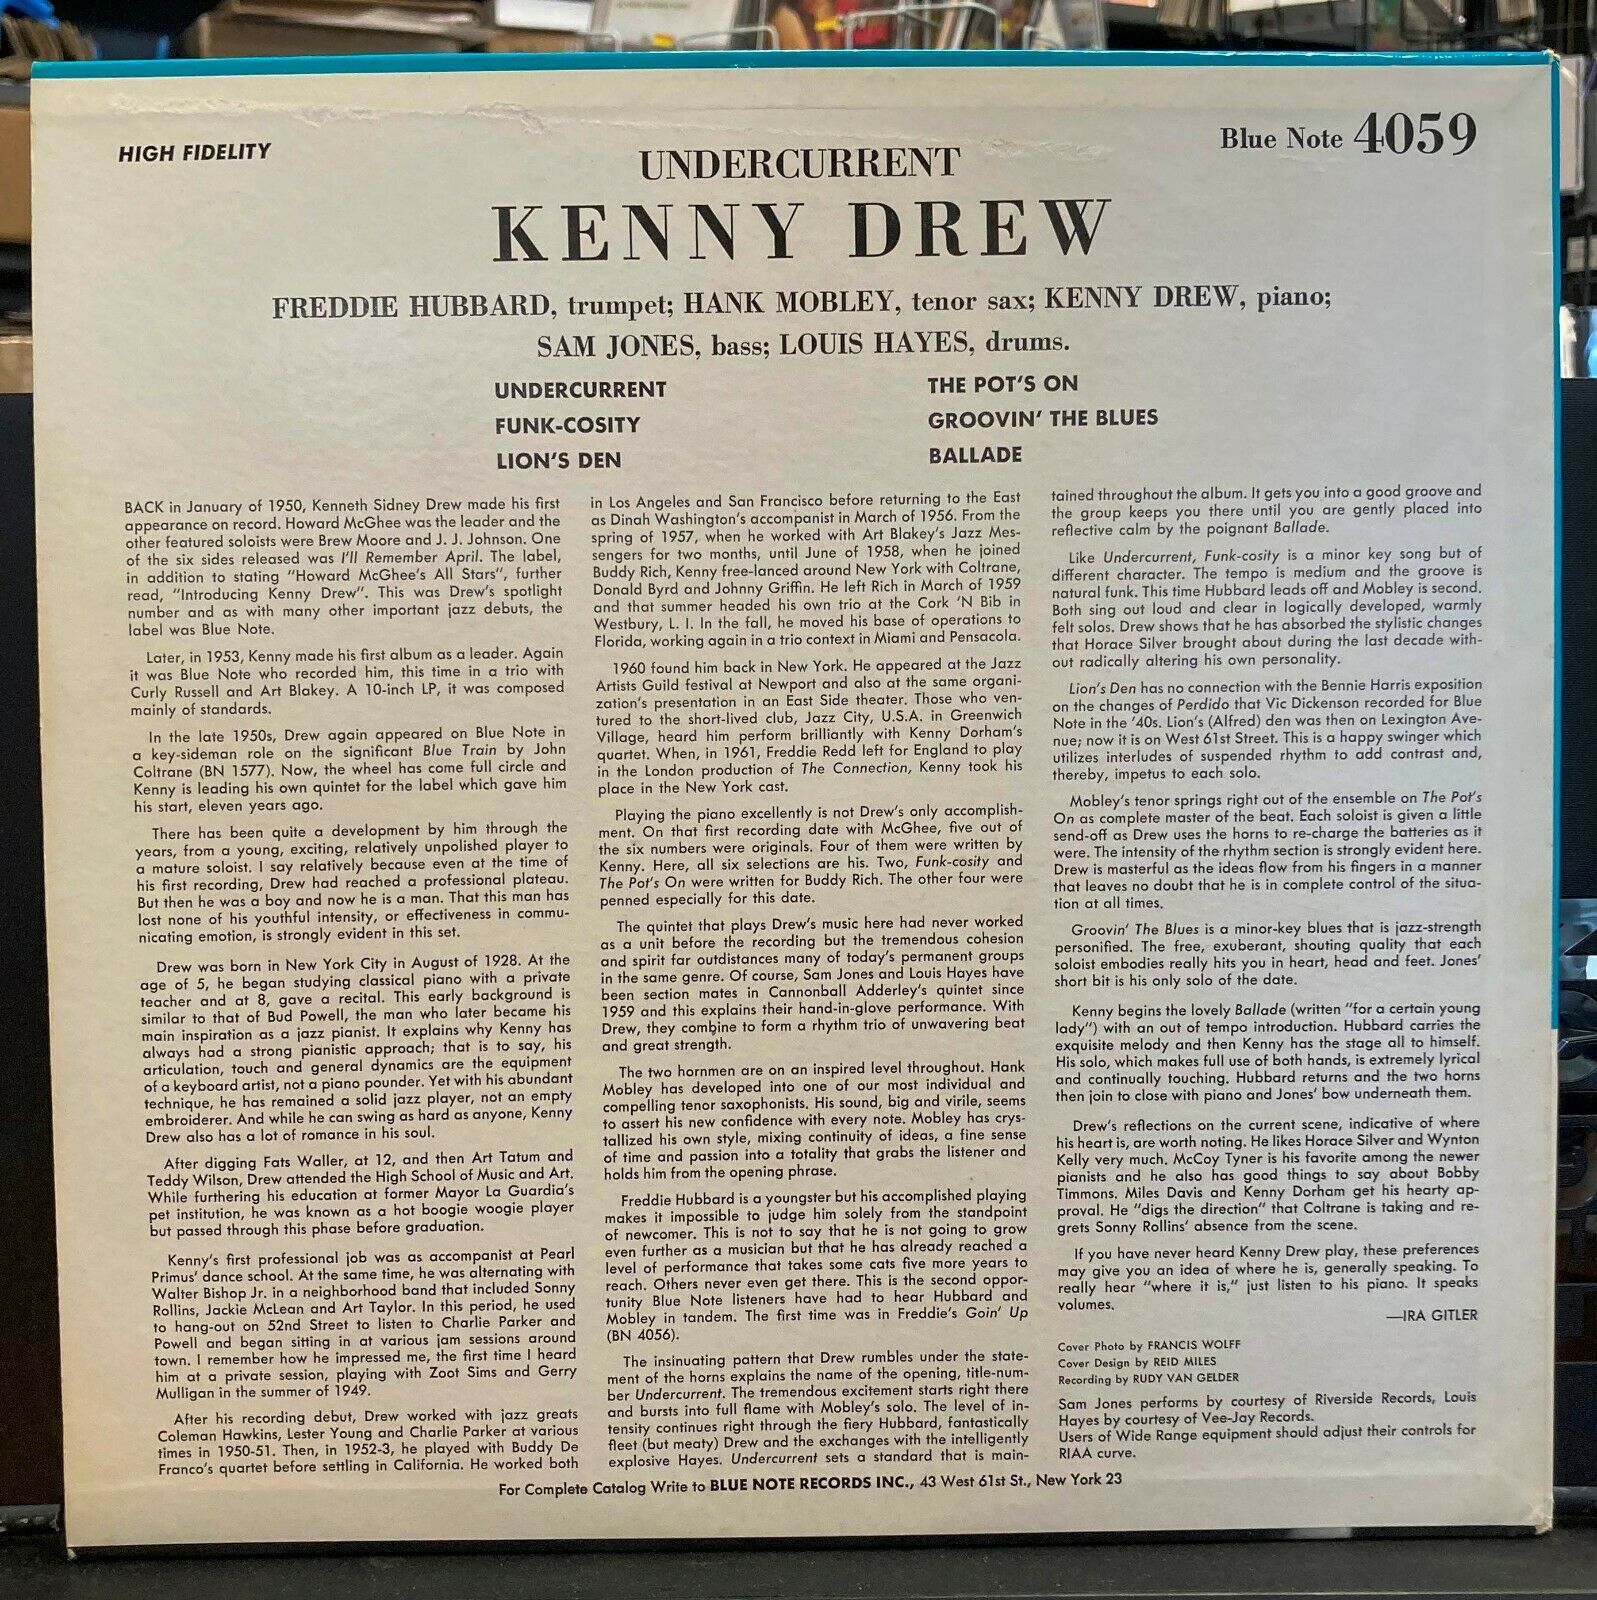 HIGH FIDELITY
Blue Note 4059
UNDERCURRENT
KENNY DREW
FREDDIE HUBBARD, trumpet; HANK MOBLEY, tenor sax; KENNY DREW, piano;
SAM JONES, bass; LOUIS HAYES, drums.
UNDERCURRENT
FUNK-COSITY
LION'S DEN
THE POT'S ON
GROOVIN' THE BLUES
BALLADE
BACK in January of 1950, Kenneth Sidney Drew made his first
appearance on record. Howard McGhee was the leader and the
other featured soloists were Brew Moore and J. J. Johnson. One
of the six sides released was I'll Remember April. The label,
in addition to stating "Howard McGhee's All Stars", further
read, "Introducing Kenny Drew". This was Drew's spotlight
number and as with many other important jazz debuts, the
label was Blue Note.
Later, in 1953, Kenny made his first album as a leader. Again
it was Blue Note who recorded him, this time in a trio with
Curly Russell and Art Blakey. A 10-inch LP, it was composed
mainly of standards.
In the late 1950s, Drew again appeared on Blue Note in
a key-sideman role on the significant Blue Train by John
Coltrane (BN 1577). Now, the wheel has come full circle and
Kenny is leading his own quintet for the label which gave him
his start, eleven years ago.
There has been quite a development by him through the
years, from a young, exciting, relatively unpolished player to
a mature soloist. I say relatively because even at the time of
his first recording, Drew had reached a professional plateau.
But then he was a boy and now he is a man. That this man has
lost none of his youthful intensity, or effectiveness in commu-
nicating emotion, is strongly evident in this set.
Drew was born in New York City in August of 1928. At the
age of 5, he began studying classical piano with a private
teacher and at 8, gave a recital. This early background is
similar to that of Bud Powell, the man who later became his
main inspiration as a jazz pianist. It explains why Kenny has
always had a strong pianistic approach; that is to say, his
articulation, touch and general dynamics are the equipment
of a keyboard artist, not a piano pounder. Yet with his abundant
technique, he has remained a solid jazz player, not an empty
embroiderer. And while he can swing as hard as anyone, Kenny
Drew also has a lot of romance in his soul.
After digging Fats Waller, at 12, and then Art Tatum and
Teddy Wilson, Drew attended the High School of Music and Art.
While furthering his education at former Mayor La Guardia's
pet institution, he was known as a hot boogie woogie player
but passed through this phase before graduation.
Kenny's first professional job was as accompanist at Pearl
Primus' dance school. At the same time, he was alternating with
Walter Bishop Jr. in a neighborhood band that included Sonny
Rollins, Jackie McLean and Art Taylor. In this period, he used
to hang-out on 52nd Street to listen to Charlie Parker and
Powell and began sitting in at various jam sessions around
town. I remember how he impressed me, the first time I heard
him at a private session, playing with Zoot Sims and Gerry
Mulligan in the summer of 1949.
After his recording debut, Drew worked with jazz greats
Coleman Hawkins, Lester Young and Charlie Parker at various
times in 1950-51. Then, in 1952-3, he played with Buddy De
Franco's quartet before settling in California. He worked both
in Los Angeles and San Francisco before returning to the East
as Dinah Washington's accompanist in March of 1956. From the
spring of 1957, when he worked with Art Blakey's Jazz Mes-
sengers for two months, until June of 1958, when he joined
Buddy Rich, Kenny free-lanced around New York with Coltrane,
Donald Byrd and Johnny Griffin. He left Rich in March of 1959
and that summer headed his own trio at the Cork 'N Bib in
Westbury, L. I. In the fall, he moved his base of operations to
Florida, working again in a trio context in Miami and Pensacola.
1960 found him back in New York. He appeared at the Jazz
Artists Guild festival at Newport and also at the same organi-
zation's presentation in an East Side theater. Those who ven-
tured to the short-lived club, Jazz City, U.S.A. in Greenwich
Village, heard him perform brilliantly with Kenny Dorham's
quartet. When, in 1961, Freddie Redd left for England to play
in the London production of The Connection, Kenny took his
place in the New York cast.
Playing the piano excellently is not Drew's only accomplish-
ment. On that first recording date with McGhee, five out of
the six numbers were originals. Four of them were written by
Kenny. Here, all six selections are his. Two, Funk-cosity and
The Pot's On were written for Buddy Rich. The other four were
penned especially for this date.
The quintet that plays Drew's music here had never worked
as a unit before the recording but the tremendous cohesion
and spirit far outdistances many of today's permanent groups
in the same genre. Of course, Sam Jones and Louis Hayes have
been section mates in Cannonball Adderley's quintet since
1959 and this explains their hand-in-glove performance. With
Drew, they combine to form a rhythm trio of unwavering beat
and great strength.
The two hornmen are on an inspired level throughout. Hank
Mobley has developed into one of our most individual and
compelling tenor saxophonists. His sound, big and virile, seems
to assert his new confidence with every note. Mobley has crys-
tallized his own style, mixing continuity of ideas, a fine sense
of time and passion into a totality that grabs the listener and
holds him from the opening phrase.
Freddie Hubbard is a youngster but his accomplished playing
makes it impossible to judge him solely from the standpoint
of newcomer. This is not to say that he is not going to grow
even further as a musician but that he has already reached a
level of performance that takes some cats five more years to
reach. Others never even get there. This is the second oppor-
tunity Blue Note listeners have had to hear Hubbard and
Mobley in tandem. The first time was in Freddie's Goin' Up
(BN 4056).
The insinuating pattern that Drew rumbles under the state-
ment of the horns explains the name of the opening, title-num-
ber Undercurrent. The tremendous excitement starts right there
and bursts into full flame with Mobley's solo. The level of in-
tensity continues right through the fiery Hubbard, fantastically
fleet (but meaty) Drew and the exchanges with the intelligently
explosive Hayes. Undercurrent sets a standard that is main-
tained throughout the album. It gets you into a good groove and
the group keeps you there until you are gently placed into
reflective calm by the poignant Ballade.
Like Undercurrent, Funk-cosity is a minor key song but of
different character. The tempo is medium and the groove is
natural funk. This time Hubbard leads off and Mobley is second.
Both sing out loud and clear in logically developed, warmly
felt solos. Drew shows that he has absorbed the stylistic changes
that Horace Silver brought about during the last decade with-
out radically altering his own personality.
Lion's Den has no connection with the Bennie Harris exposition
on the changes of Perdido that Vic Dickenson recorded for Blue
Note in the '40s. Lion's (Alfred) den was then on Lexington Ave-
nue; now it is on West 61st Street. This is a happy swinger which
utilizes interludes of suspended rhythm to add contrast and,
thereby, impetus to each solo.
Mobley's tenor springs right out of the ensemble on The Pot's
On as complete master of the beat. Each soloist is given a little
send-off as Drew uses the horns to re-charge the batteries as it
were. The intensity of the rhythm section is strongly evident here.
Drew is masterful as the ideas flow from his fingers in a manner
that leaves no doubt that he is in complete control of the situa-
tion at all times.
Groovin' The Blues is a minor-key blues that is jazz-strength
personified. The free, exuberant, shouting quality that each
soloist embodies really hits you in heart, head and feet. Jones'
short bit is his only solo of the date.
Kenny begins the lovely Ballade (written "for a certain young
lady") with an out of tempo introduction. Hubbard carries the
exquisite melody and then Kenny has the stage all to himself.
His solo, which makes full use of both hands, is extremely lyrical
and continually touching. Hubbard returns and the two horns
then join to close with piano and Jones' bow underneath them.
Drew's reflections on the current scene, indicative of where
his heart is, are worth noting. He likes Horace Silver and Wynton
Kelly very much. McCoy Tyner is his favorite among the newer
pianists and he also has good things to say about Bobby
Timmons. Miles Davis and Kenny Dorham get his hearty ap-
proval. He "digs the direction" that Coltrane is taking and re-
grets Sonny Rollins' absence from the scene.
If you have never heard Kenny Drew play, these preferences
may give you an idea of where he is, generally speaking. To
really hear "where it is," just listen to his piano. It speaks
volumes.
—IRA GITLER
Cover Photo by FRANCIS WOLFF
Cover Design by REID MILES
Recording by RUDY VAN GELDER
Sam Jones performs by courtesy of Riverside Records, Louis
Hayes by courtesy of Vee-Jay Records.
Users of Wide Range equipment should adjust their controls for
RIAA curve.
For Complete Catalog Write to BLUE NOTE RECORDS INC., 43 West 61st St., New York 23